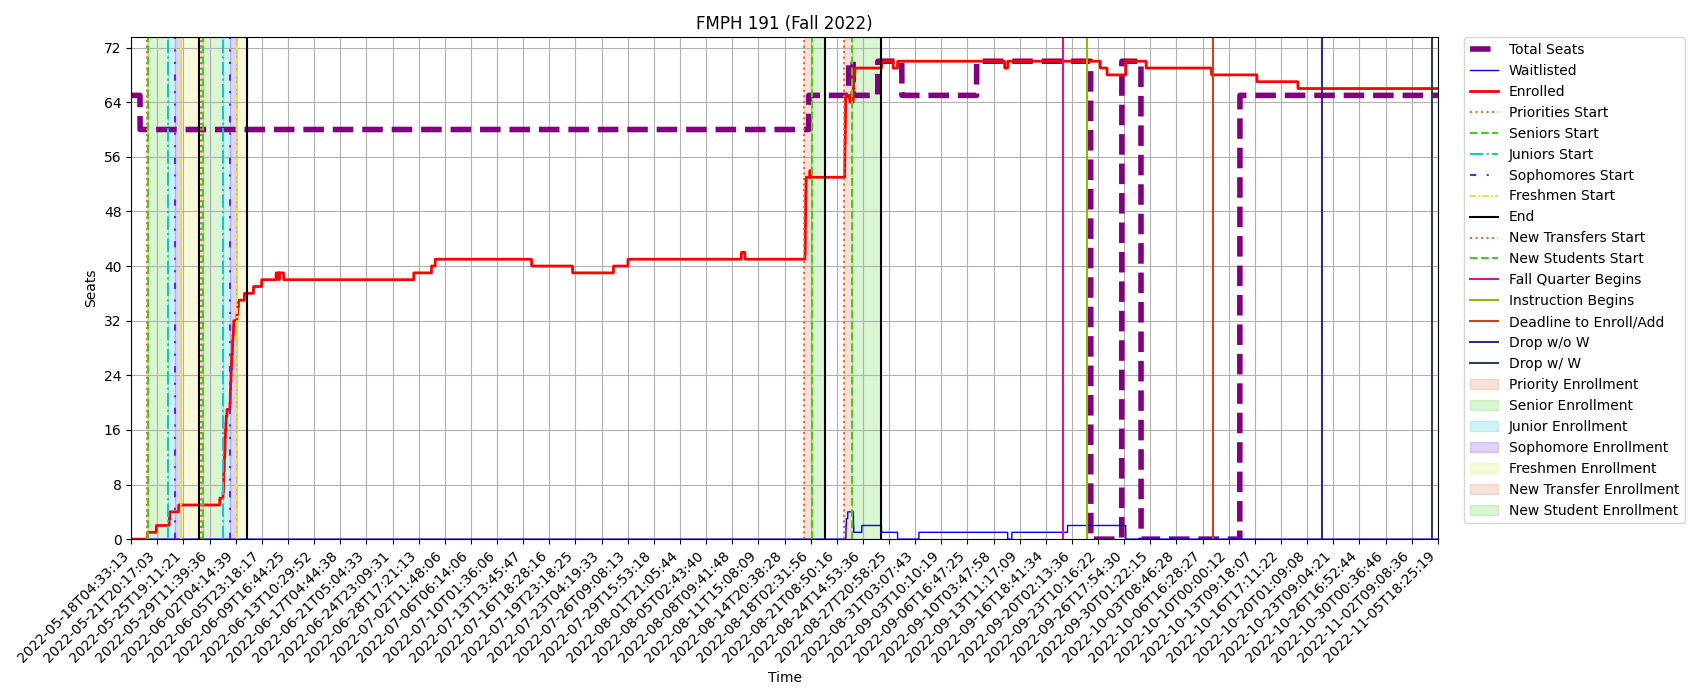 FMPH 191 (Fall 2022)
Seats
72
64
56
48
40
32
24
16
8
0
2022-05-18T04:33:13
2022-05-21T20:17:03
2022-05-25T19:11:21
2022-05-29T11:39:36
2022-06-02T04:14:39
2022-06-05T23:18:17
2022-06-09T16:44:25
2022-06-13T10:29:52
2022-06-17T04:44:38
2022-06-21T05:04:33
2022-06-24T23:09:31
2022-06-28T17:21:13
2022-07-02T11:48:06
2022-07-06T06:14:06
2022-07-10T01:36:06
2022-07-13T13:45:47
2022-07-16T18:28:16
2022-07-19T23:18:25
2022-07-23T04:19:33
2022-07-26T09:08:13
2022-07-29T15:53:18
2022-08-01T21:05:44
2022-08-05T02:43:40
2022-08-08T09:41:48
2022-08-11T15:08:09
2022-08-14T20:38:28
2022-08-18T02:31:56
2022-08-21T08:50:16
2022-08-24T14:53:36
2022-08-27T20:58:25
2022-08-31T03:07:43
2022-09-03T10:10:19
2022-09-06T16:47:25
2022-09-10T03:47:58
2022-09-13T11:17:09
2022-09-16T18:41:34
2022-09-20T02:13:36
2022-09-23T10:16:22
2022-09-26T17:54:30
2022-09-30T01:22:15
2022-10-03T08:46:28
2022-10-06T16:28:27
2022-10-10T00:00:12
2022-10-13T09:18:07
2022-10-16T17:11:22
2022-10-20T01:09:08
2022-10-23T09:04:21
2022-10-26T16:52:44
2022-10-30T00:36:46
2022-11-02T09:08:36
2022-11-05T18:25:19
Time
Total Seats
Waitlisted
Enrolled
Priorities Start
Seniors Start
Juniors Start
Sophomores Start
Freshmen Start
End
New Transfers Start
New Students Start
Fall Quarter Begins
Instruction Begins
Deadline to Enroll/Add
Drop w/o W
Drop w/ W
Priority Enrollment
Senior Enrollment
Junior Enrollment
Sophomore Enrollment
Freshmen Enrollment
New Transfer Enrollment
New Student Enrollment